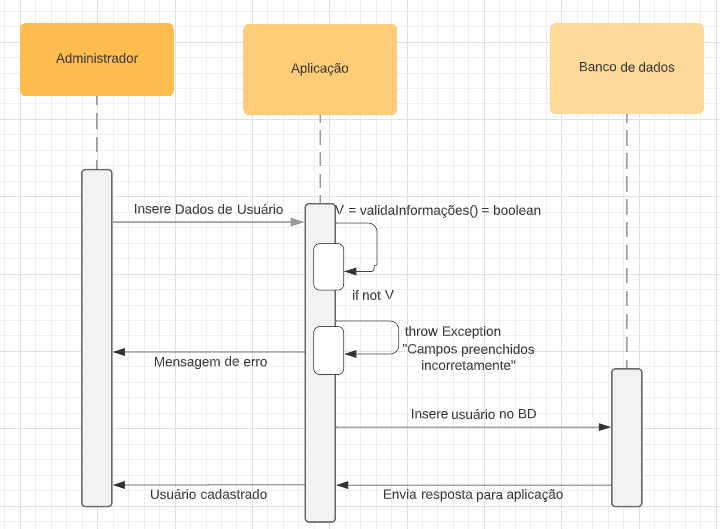 Administrador
Aplicação
Banco de dados
Insere Dados de Usuário
V = validaInformações() = boolean
if not V
throw Exception
"Campos preenchidos
incorretamente"
Mensagem de erro
Insere usuário no BD
Usuário cadastrado
Envia resposta para aplicação